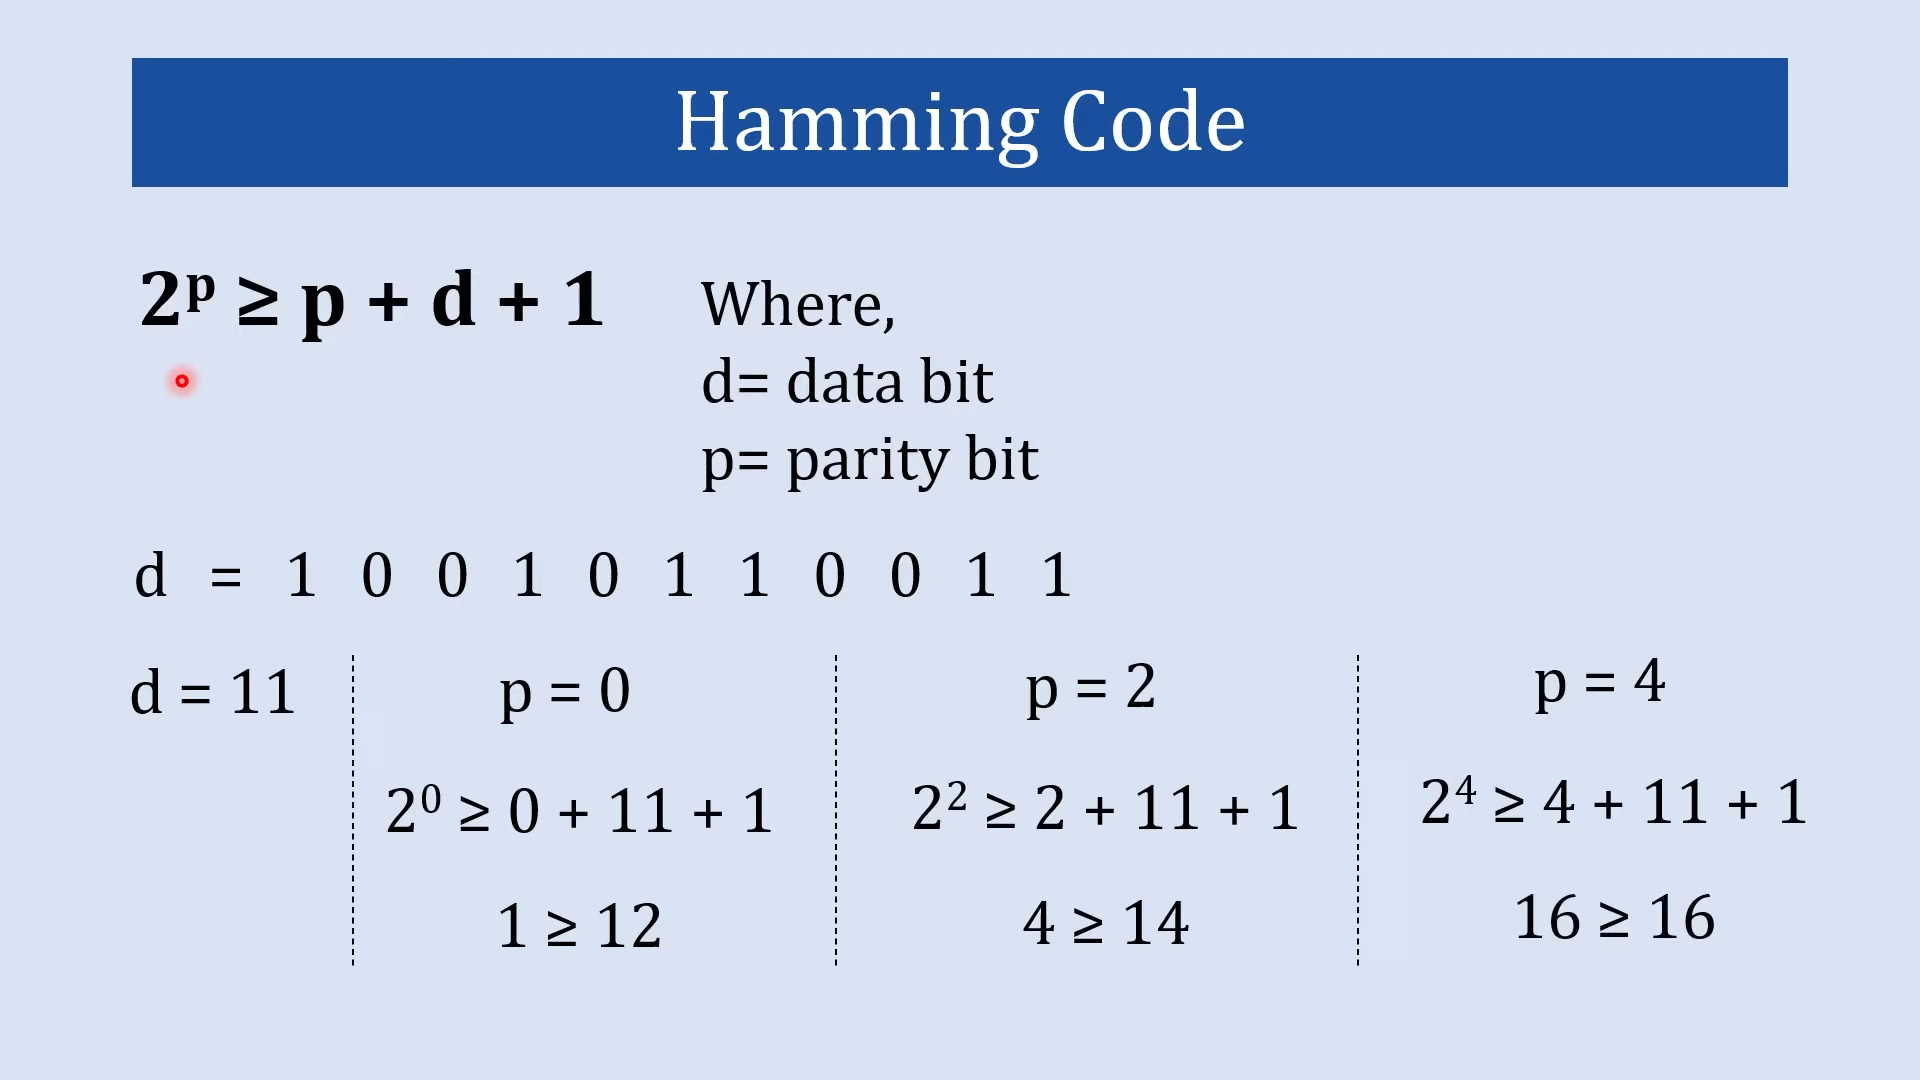 Hamming Code
2ᵖ ≥ p + d + 1
Where,
d= data bit
p= parity bit
d = 1 0 0 1 0 1 1 0 0 1 1
d = 11
p = 0
2⁰ ≥ 0 + 11 + 1
1 ≥ 12
p = 2
2² ≥ 2 + 11 + 1
4 ≥ 14
p = 4
2⁴ ≥ 4 + 11 + 1
16 ≥ 16